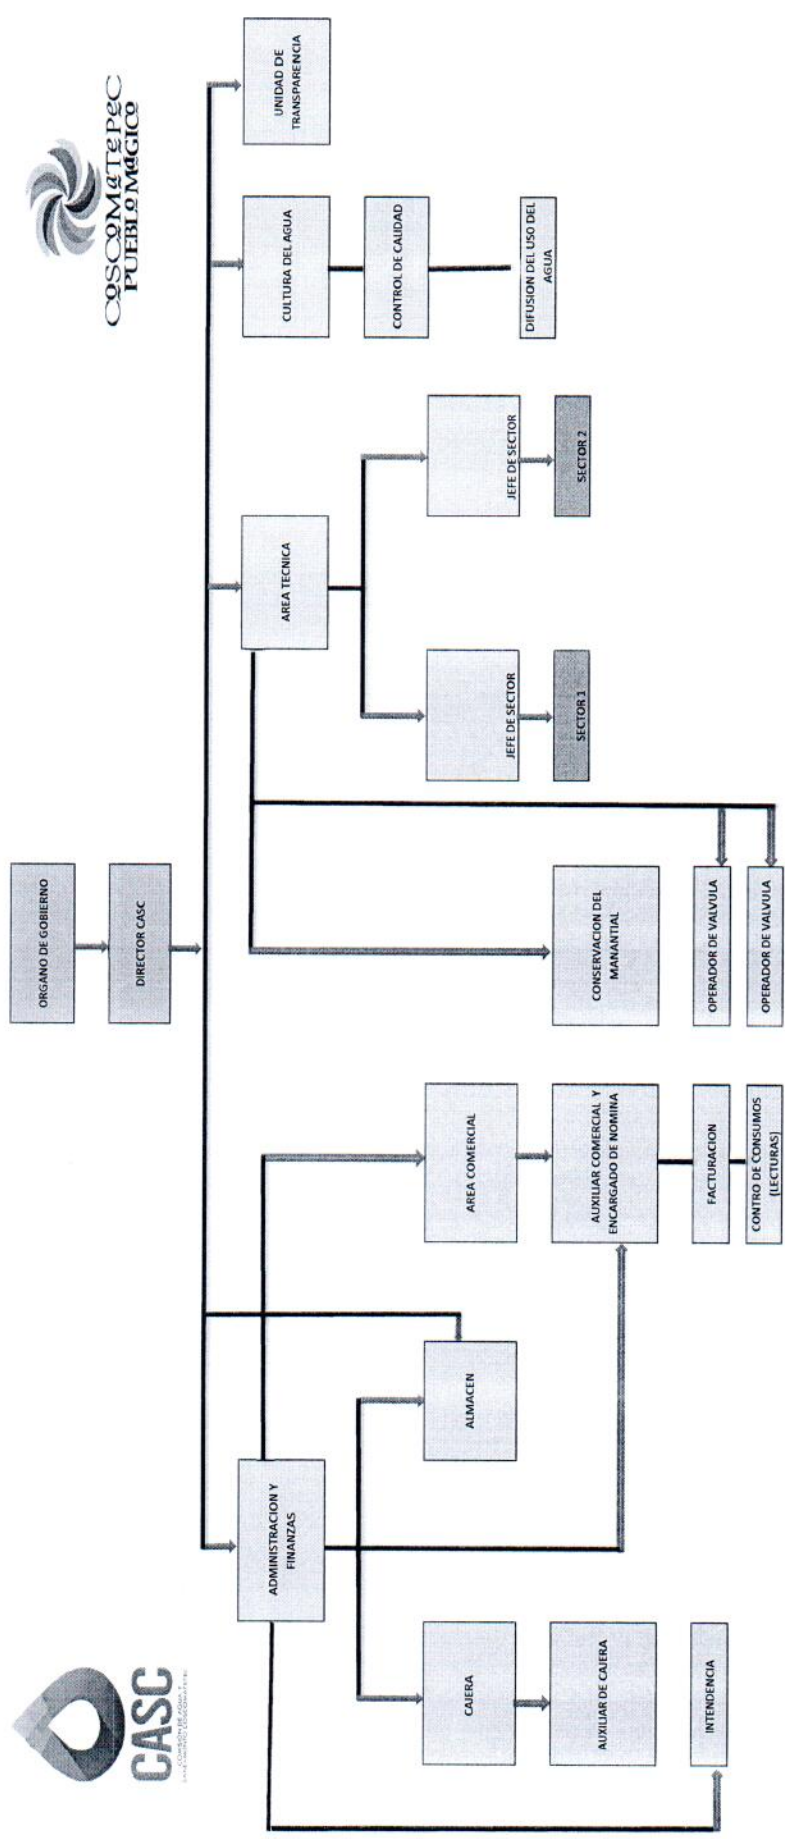 CASC
COSCOMATEPEC
PUEBLO MAGICO
ORGANO DE GOBIERNO
DIRECTOR CASC
ADMINISTRACION Y
FINANZAS
AREA TECNICA
CULTURA DEL AGUA
UNIDAD DE
TRANSPARENCIA
CONTROL DE CALIDAD
CAJERA
ALMACEN
AREA COMERCIAL
JEFE DE SECTOR
JEFE DE SECTOR
DIFUSION DEL USO DEL
AGUA
AUXILIAR DE CAJERA
AUXILIAR COMERCIAL Y
ENCARGADO DE NOMINA
CONSERVACION DEL
MANANTIAL
SECTOR 1
SECTOR 2
INTENDENCIA
FACTURACION
OPERADOR DE VALVULA
CONTRO DE CONSUMOS
(LECTURAS)
OPERADOR DE VALVULA